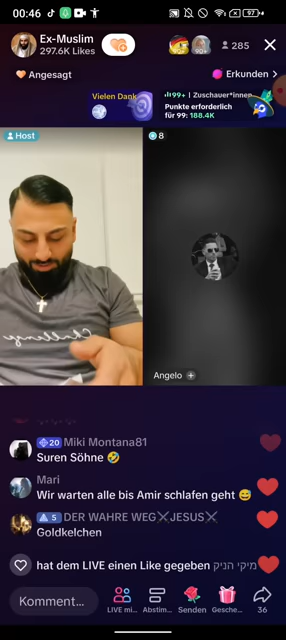 00:46
97
Ex-Muslim
297.6K Likes
285
Angesagt
Erkunden >
Vielen Dank
99+ | Zuschauer*innen
Punkte erforderlich
für 99: 188.4K
Host
8
Challenge
Angelo +
20 Miki Montana81
Suren Söhne 🤣
Mari
Wir warten alle bis Amir schlafen geht 😅
5 DER WAHRE WEG⚔JESUS⚔
Goldkelchen
hat dem LIVE einen Like gegeben מיקי הניק
Komment...
LIVE mi...
Abstim...
Senden
Gesche...
36